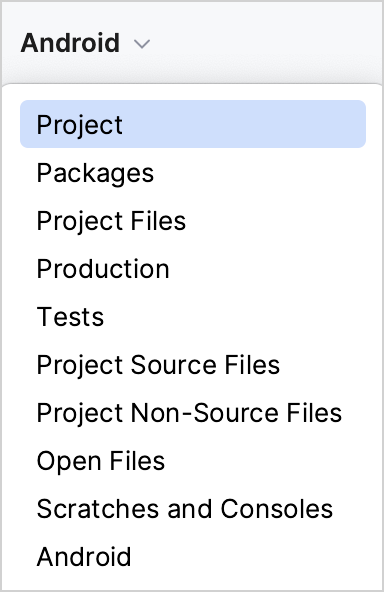 Android
Project
Packages
Project Files
Production
Tests
Project Source Files
Project Non-Source Files
Open Files
Scratches and Consoles
Android